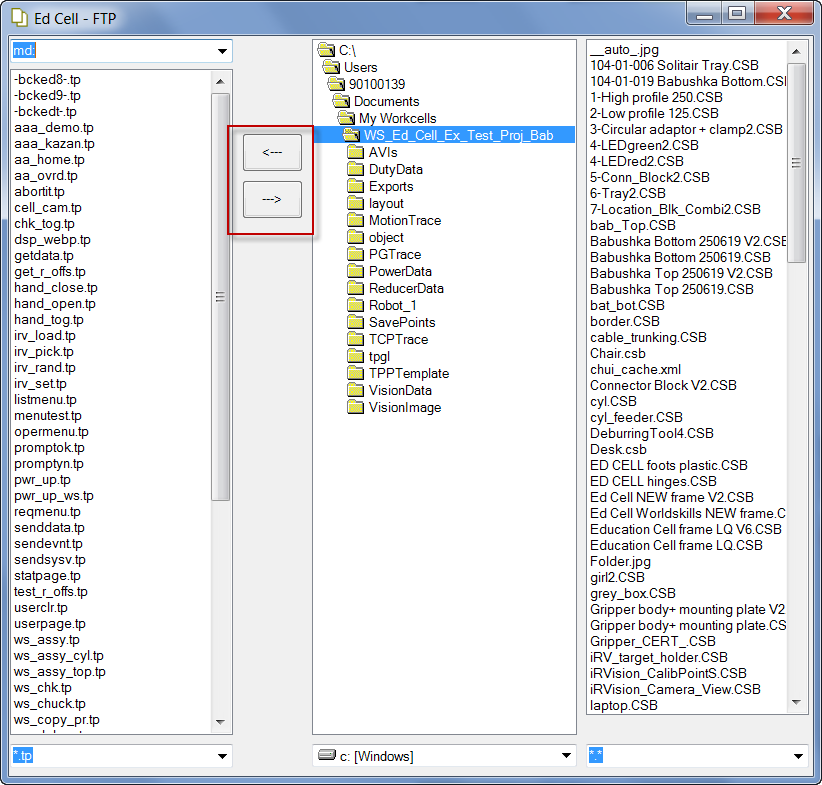 Ed Cell - FTP
md:
-bcked8-.tp
-bcked9-.tp
-bckedt-.tp
aaa_demo.tp
aaa_kazan.tp
aa_home.tp
aa_ovrd.tp
abortit.tp
cell_cam.tp
chk_tog.tp
dsp_webp.tp
getdata.tp
get_r_offs.tp
hand_close.tp
hand_open.tp
hand_tog.tp
irv_load.tp
irv_pick.tp
irv_rand.tp
irv_set.tp
listmenu.tp
menutest.tp
opermenu.tp
promptok.tp
promptyn.tp
pwr_up.tp
pwr_up_ws.tp
reqmenu.tp
senddata.tp
sendevnt.tp
sendsysv.tp
statpage.tp
test_r_offs.tp
userclr.tp
userpage.tp
ws_assy.tp
ws_assy_cyl.tp
ws_assy_top.tp
ws_chk.tp
ws_chuck.tp
ws_copy_pr.tp
*.tp
<---
--->
C:\
Users
90100139
Documents
My Workcells
WS_Ed_Cell_Ex_Test_Proj_Bab
AVIs
DutyData
Exports
layout
MotionTrace
object
PGTrace
PowerData
ReducerData
Robot_1
SavePoints
TCPTrace
tpgl
TPPTemplate
VisionData
VisionImage
c: [Windows]
__auto_.jpg
104-01-006 Solitair Tray.CSB
104-01-019 Babushka Bottom.CSI
1-High profile 250.CSB
2-Low profile 125.CSB
3-Circular adaptor + clamp2.CSB
4-LEDgreen2.CSB
4-LEDred2.CSB
5-Conn_Block2.CSB
6-Tray2.CSB
7-Location_Blk_Combi2.CSB
bab_Top.CSB
Babushka Bottom 250619 V2.CSE
Babushka Bottom 250619.CSB
Babushka Top 250619 V2.CSB
Babushka Top 250619.CSB
bat_bot.CSB
border.CSB
cable_trunking.CSB
Chair.csb
chui_cache.xml
Connector Block V2.CSB
cyl.CSB
cyl_feeder.CSB
DeburringTool4.CSB
Desk.csb
ED CELL foots plastic.CSB
ED CELL hinges.CSB
Ed Cell NEW frame V2.CSB
Ed Cell Worldskills NEW frame.C
Education Cell frame LQ V6.CSB
Education Cell frame LQ.CSB
Folder.jpg
girl2.CSB
grey_box.CSB
Gripper body+ mounting plate V2
Gripper body+ mounting plate.CS
Gripper_CERT_.CSB
iRV_target_holder.CSB
iRVision_CalibPointS.CSB
iRVision_Camera_View.CSB
laptop.CSB
*.*